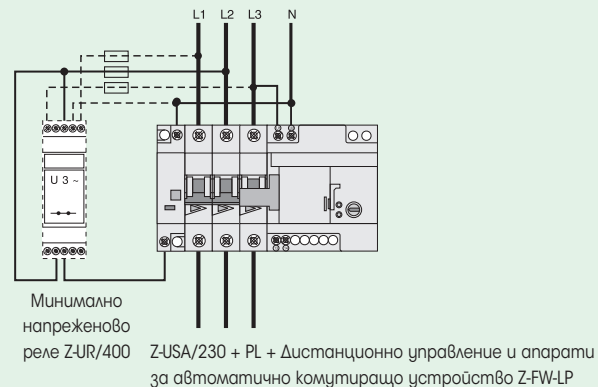 L1 L2 L3 N
U 3 ~
Минимално
напреженово
реле Z-UR/400
Z-USA/230 + PL + Дистанционно управление и апарати
за автоматично комутиращо устройство Z-FW-LP